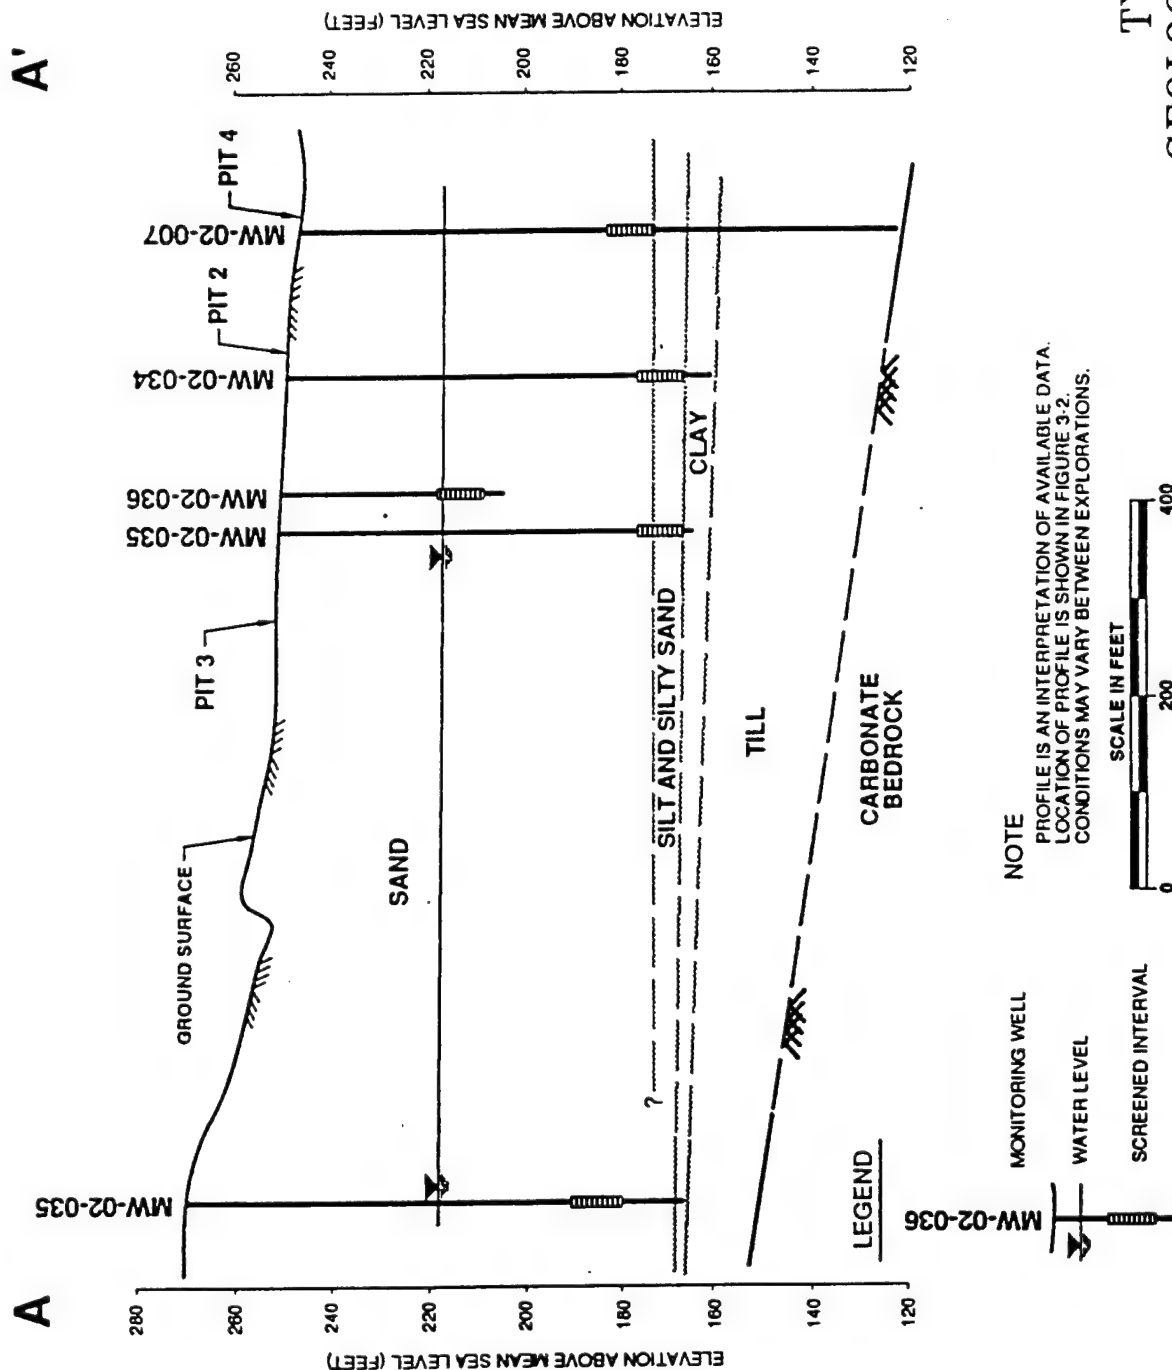 A
A'
ELEVATION ABOVE MEAN SEA LEVEL (FEET)
280
260
240
220
200
180
160
140
120
ELEVATION ABOVE MEAN SEA LEVEL (FEET)
260
240
220
200
180
160
140
120
MW-02-035
GROUND SURFACE
PIT 3
MW-02-035
MW-02-036
MW-02-034
PIT 2
MW-02-007
PIT 4
SAND
?
SILT AND SILTY SAND
CLAY
TILL
CARBONATE
BEDROCK
LEGEND
MW-02-036
MONITORING WELL
WATER LEVEL
SCREENED INTERVAL
NOTE
PROFILE IS AN INTERPRETATION OF AVAILABLE DATA.
LOCATION OF PROFILE IS SHOWN IN FIGURE 3-2.
CONDITIONS MAY VARY BETWEEN EXPLORATIONS.
SCALE IN FEET
0
200
400